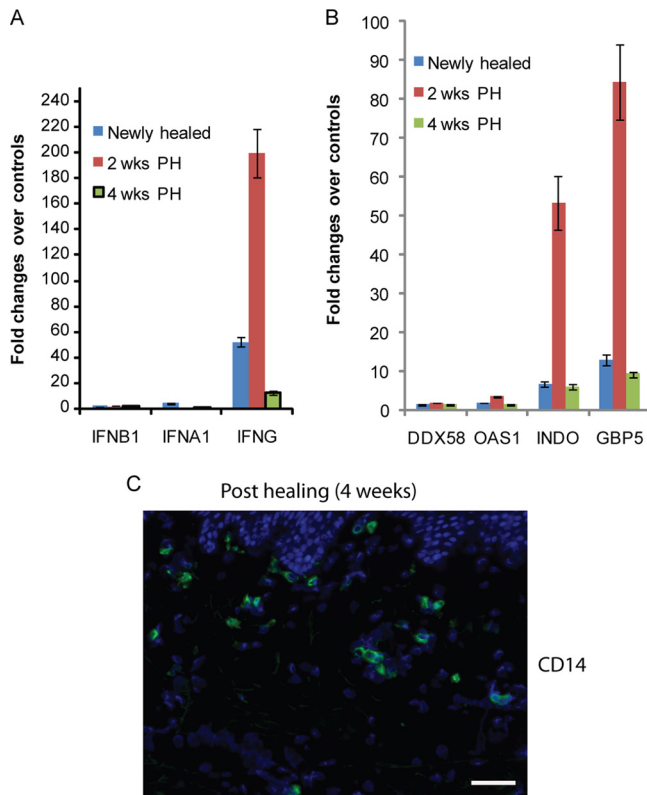 A
Fold changes over controls
240
220
200
180
160
140
120
100
80
60
40
20
0
Newly healed
2 wks PH
4 wks PH
IFNB1 IFNA1 IFNG
B
Fold changes over controls
100
90
80
70
60
50
40
30
20
10
0
Newly healed
2 wks PH
4 wks PH
DDX58 OAS1 INDO GBP5
C
Post healing (4 weeks)
CD14